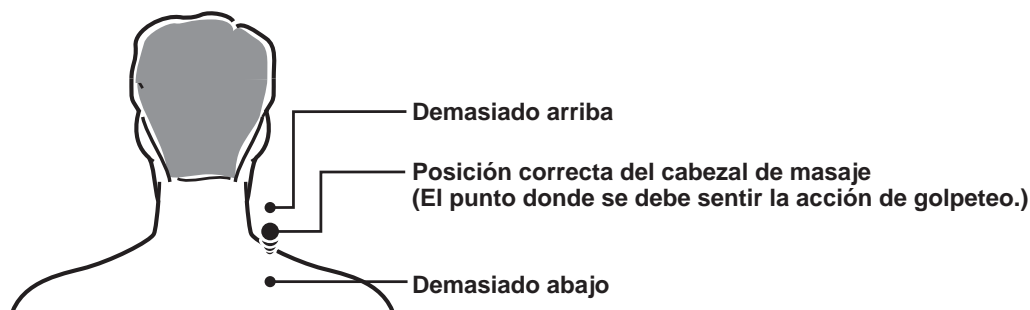 Demasiado arriba
Posición correcta del cabezal de masaje
(El punto donde se debe sentir la acción de golpeteo.)
Demasiado abajo